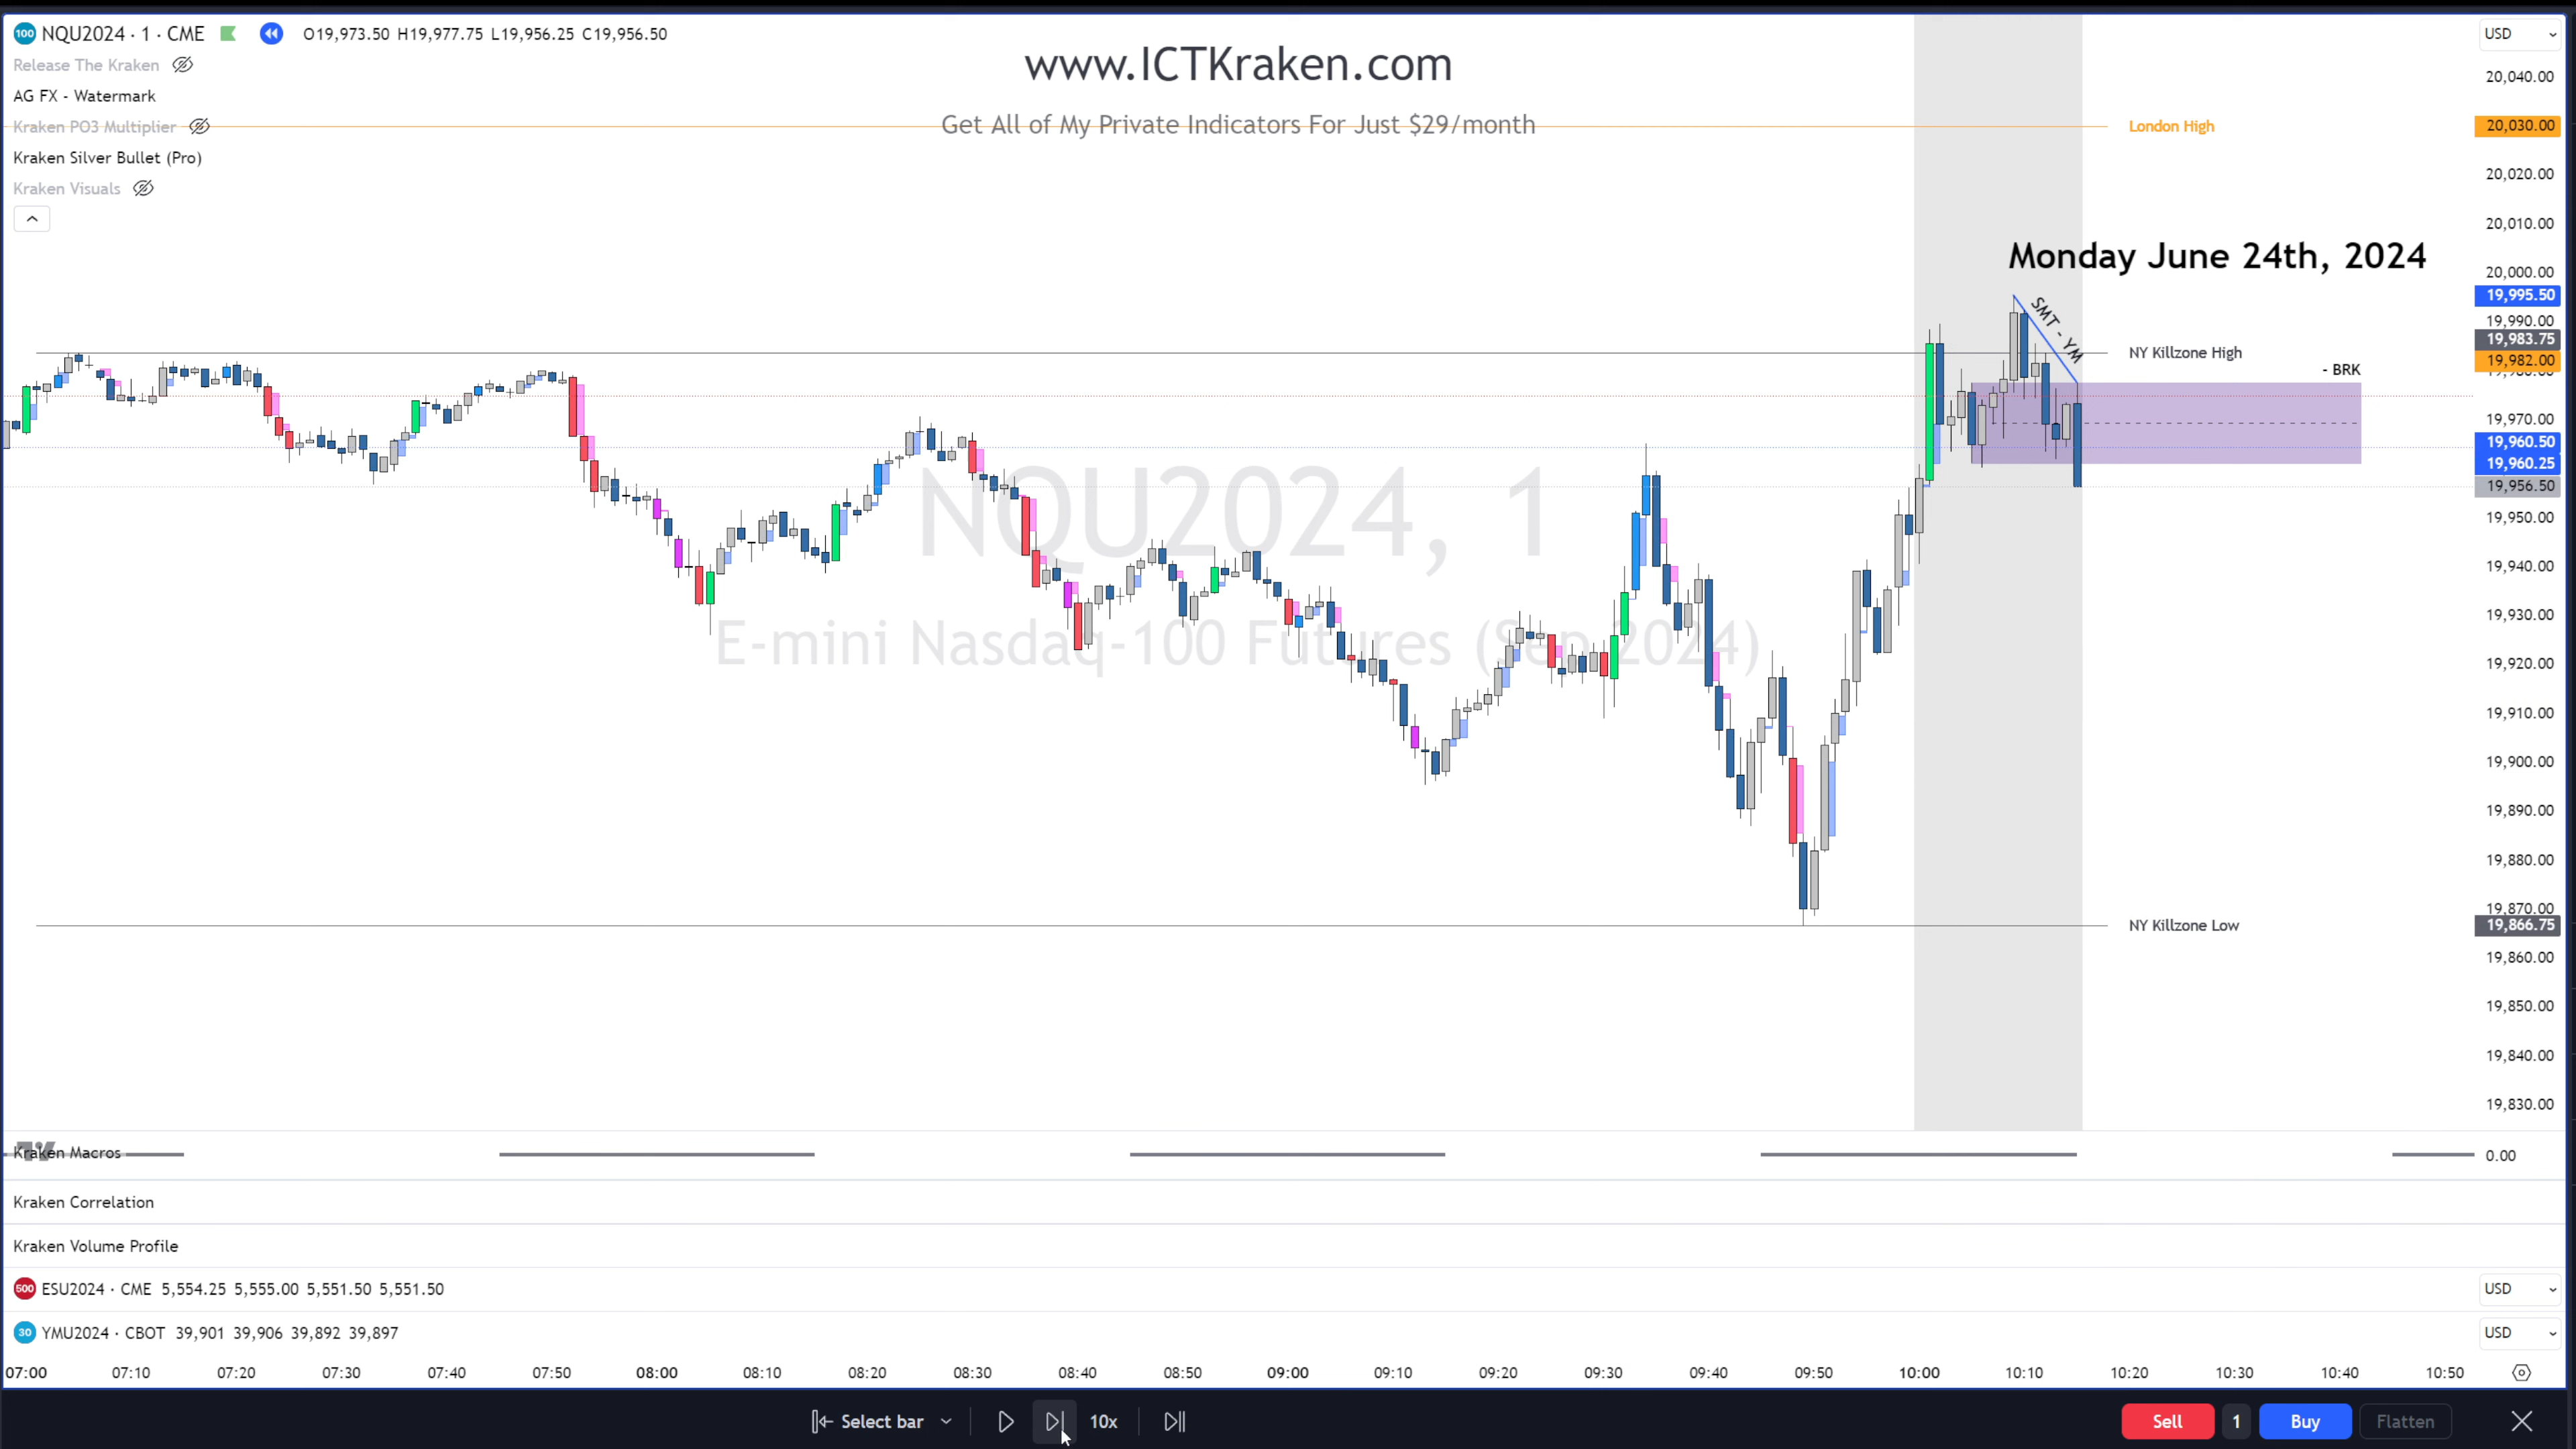 100 NQU2024 · 1 · CME O19,973.50 H19,977.75 L19,956.25 C19,956.50
Release The Kraken
AG FX - Watermark
Kraken PO3 Multiplier
Kraken Silver Bullet (Pro)
Kraken Visuals
www.ICTKraken.com
Get All of My Private Indicators For Just $29/month
London High
Monday June 24th, 2024
SMT - YM
NY Killzone High
- BRK
NQU2024, 1
E-mini Nasdaq-100 Futures (Sep 2024)
NY Killzone Low
USD
20,040.00
20,030.00
20,020.00
20,010.00
20,000.00
19,995.50
19,990.00
19,983.75
19,982.00
19,970.00
19,960.50
19,960.25
19,956.50
19,950.00
19,940.00
19,930.00
19,920.00
19,910.00
19,900.00
19,890.00
19,880.00
19,870.00
19,866.75
19,860.00
19,850.00
19,840.00
19,830.00
Kraken Macros 0.00
Kraken Correlation
Kraken Volume Profile
500 ESU2024 · CME 5,554.25 5,555.00 5,551.50 5,551.50 USD
30 YMU2024 · CBOT 39,901 39,906 39,892 39,897 USD
07:00 07:10 07:20 07:30 07:40 07:50 08:00 08:10 08:20 08:30 08:40 08:50 09:00 09:10 09:20 09:30 09:40 09:50 10:00 10:10 10:20 10:30 10:40 10:50
Select bar 10x Sell 1 Buy Flatten